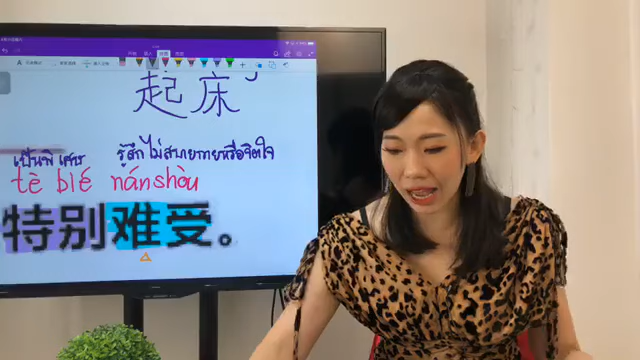 起床
เป็นพิเศษ รู้สึกไม่สบายกายหรือจิตใจ
tè bié nánshòu
特别难受。